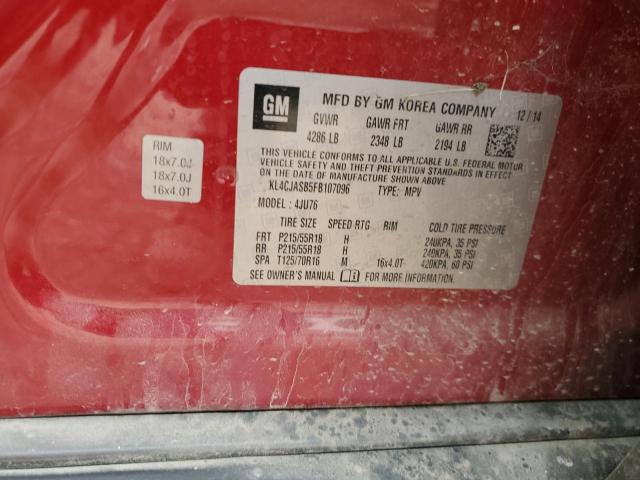 RIM
18x7.0J
18x7.0J
16x4.0T
GM
MFD BY GM KOREA COMPANY 12/14
GVWR GAWR FRT GAWR RR
4286 LB 2348 LB 2194 LB
THIS VEHICLE CONFORMS TO ALL APPLICABLE U.S. FEDERAL MOTOR
VEHICLE SAFETY AND THEFT PREVENTION STANDARDS IN EFFECT
ON THE DATE OF MANUFACTURE SHOWN ABOVE.
KL4CJASB5FB107096 TYPE: MPV
MODEL: 4JU76
TIRE SIZE SPEED RTG RIM COLD TIRE PRESSURE
FRT P215/55R18 H 240KPA, 35 PSI
RR P215/55R18 H 240KPA, 35 PSI
SPA T125/70R16 M 16x4.0T 420KPA, 60 PSI
SEE OWNER'S MANUAL FOR MORE INFORMATION.